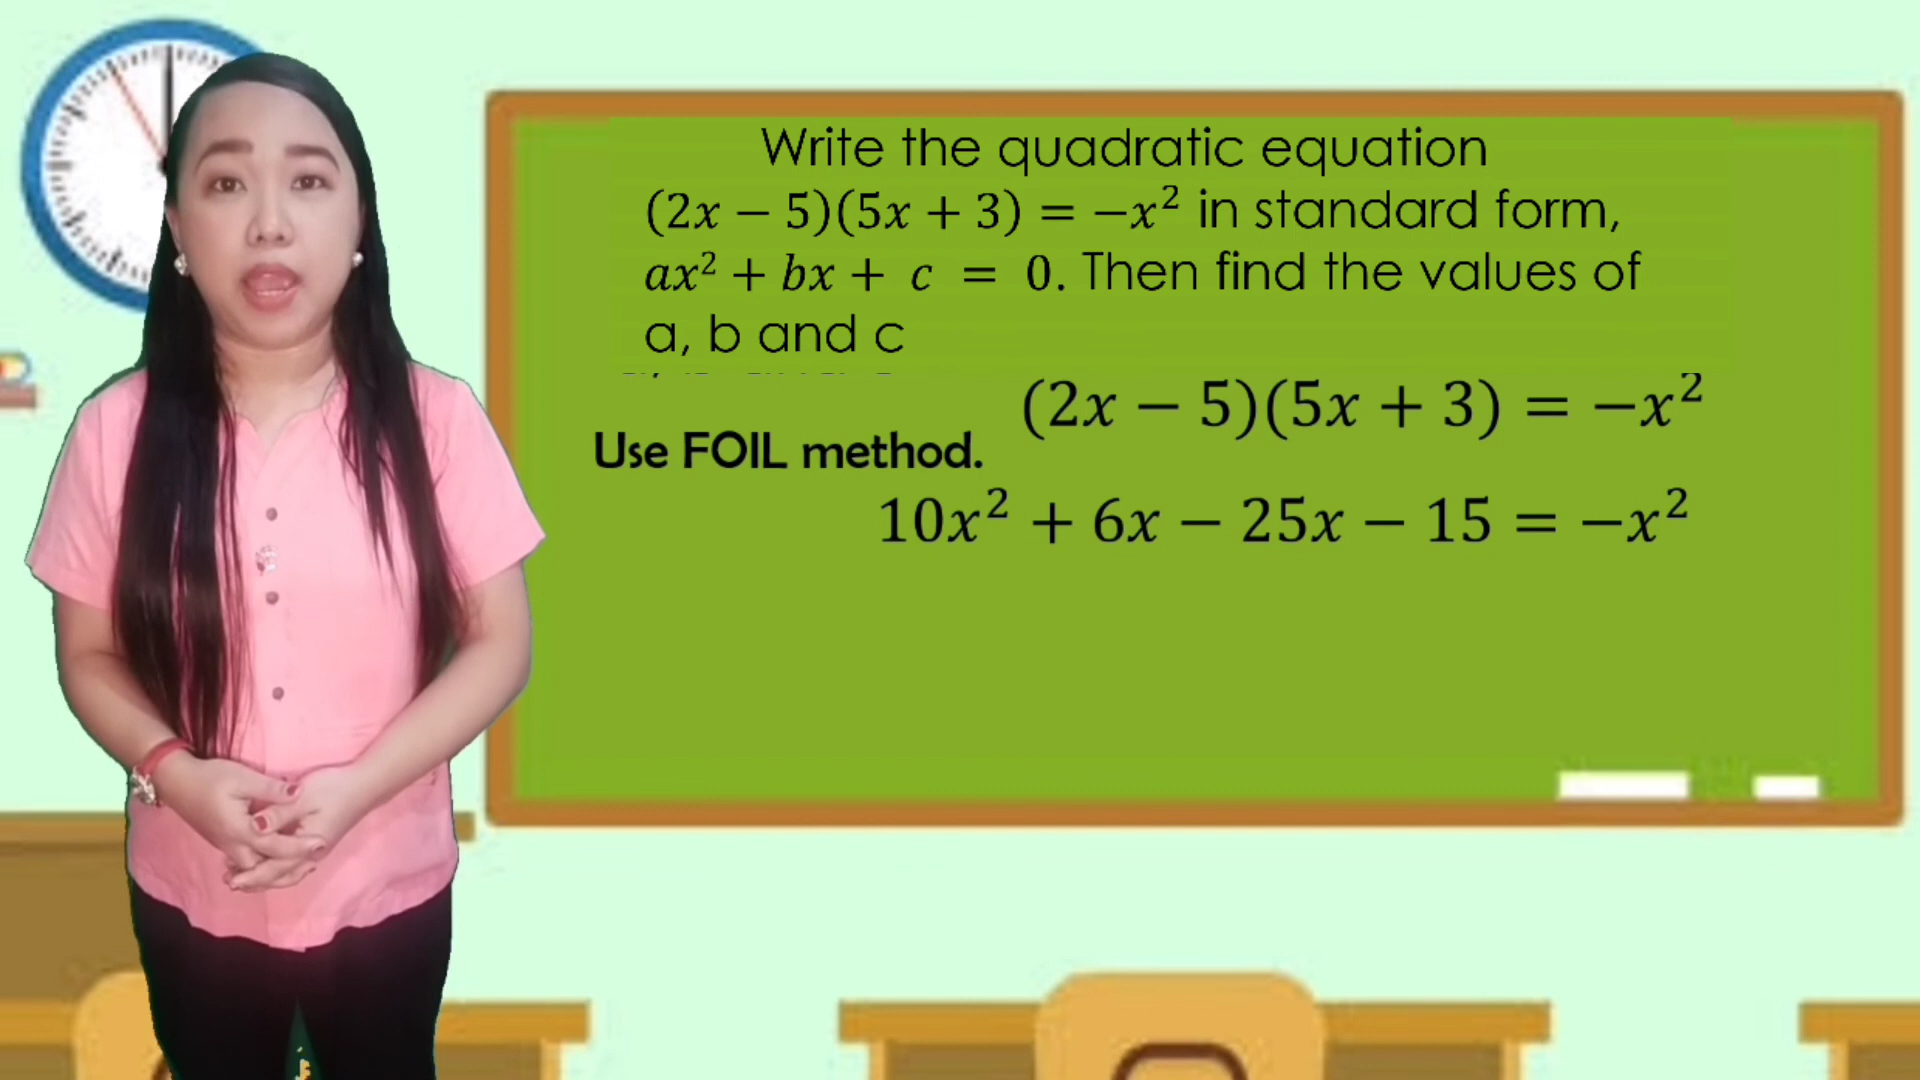 Write the quadratic equation
(2x − 5)(5x + 3) = −x² in standard form,
ax² + bx + c = 0. Then find the values of
a, b and c
(2x − 5)(5x + 3) = −x²
Use FOIL method.
10x² + 6x − 25x − 15 = −x²